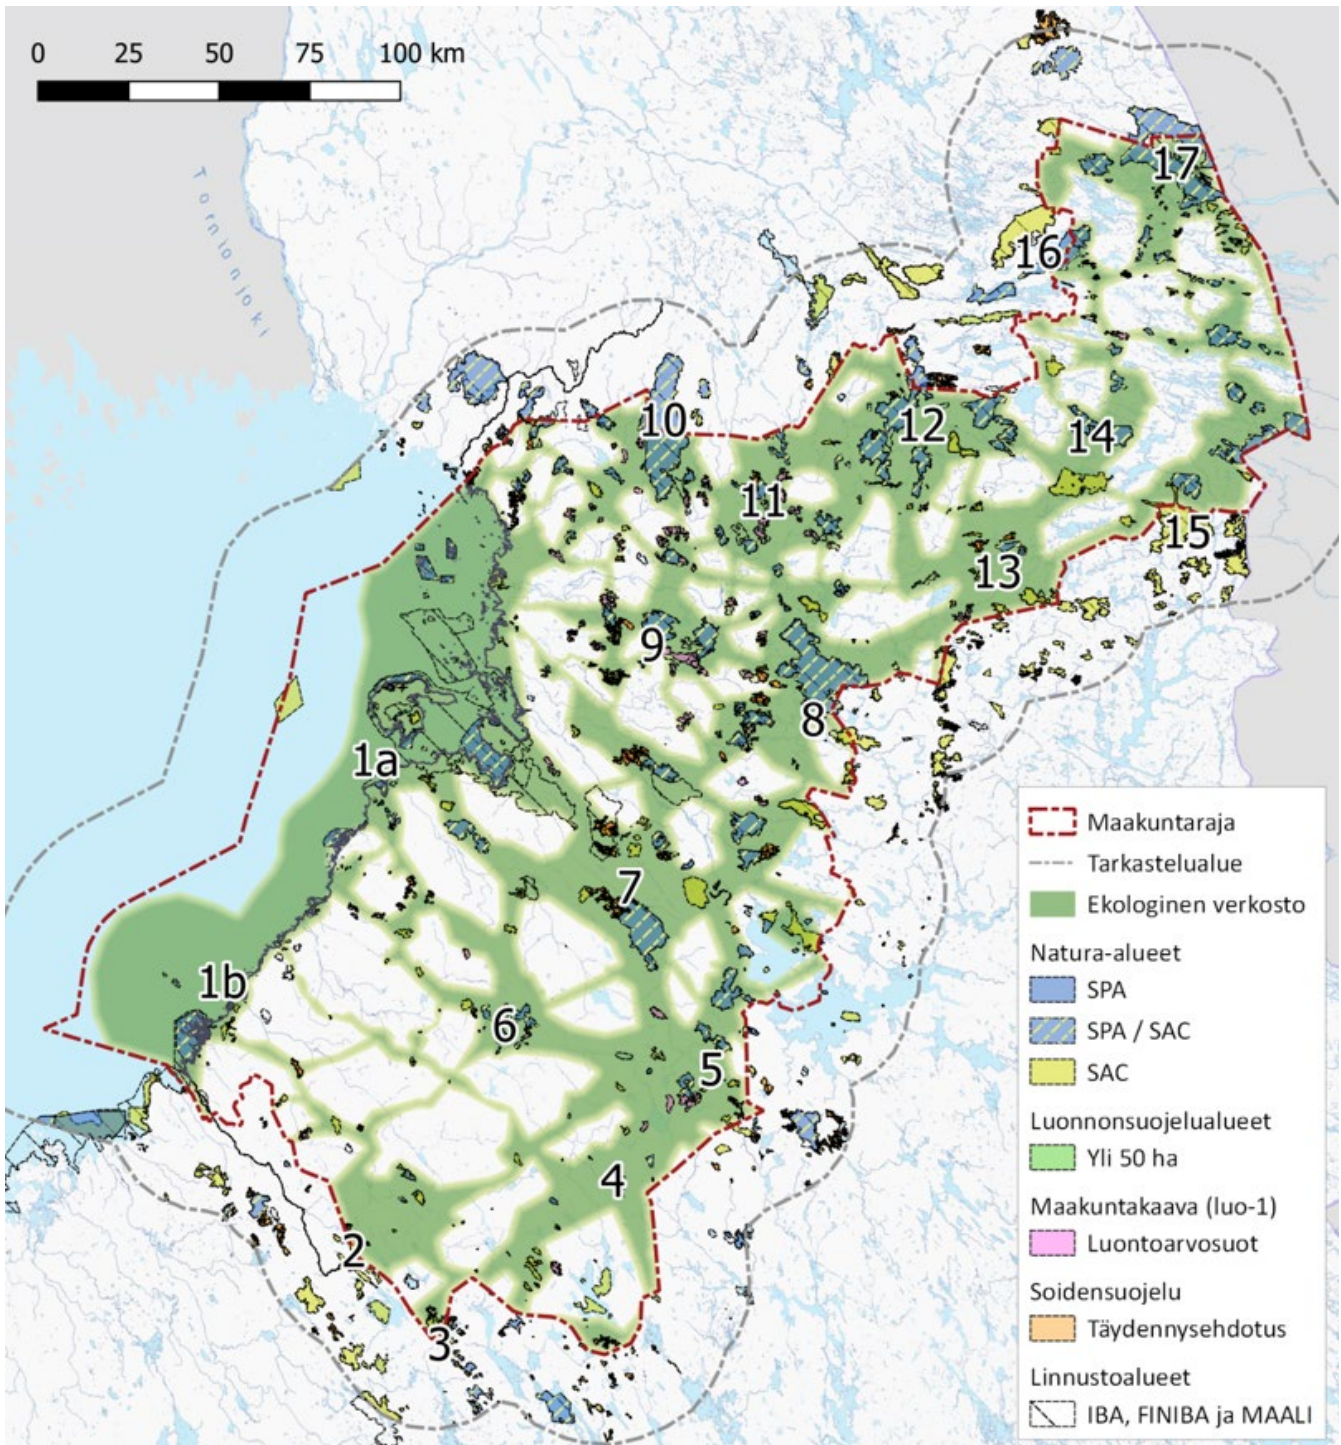 0 25 50 75 100 km
Tornionjoki
17
16
10
12
14
11
15
13
9
8
1a
7
1b
6
5
4
2
3
Maakuntaraja
Tarkastelualue
Ekologinen verkosto
Natura-alueet
SPA
SPA / SAC
SAC
Luonnonsuojelualueet
Yli 50 ha
Maakuntakaava (luo-1)
Luontoarvosuot
Soidensuojelu
Täydennysehdotus
Linnustoalueet
IBA, FINIBA ja MAALI